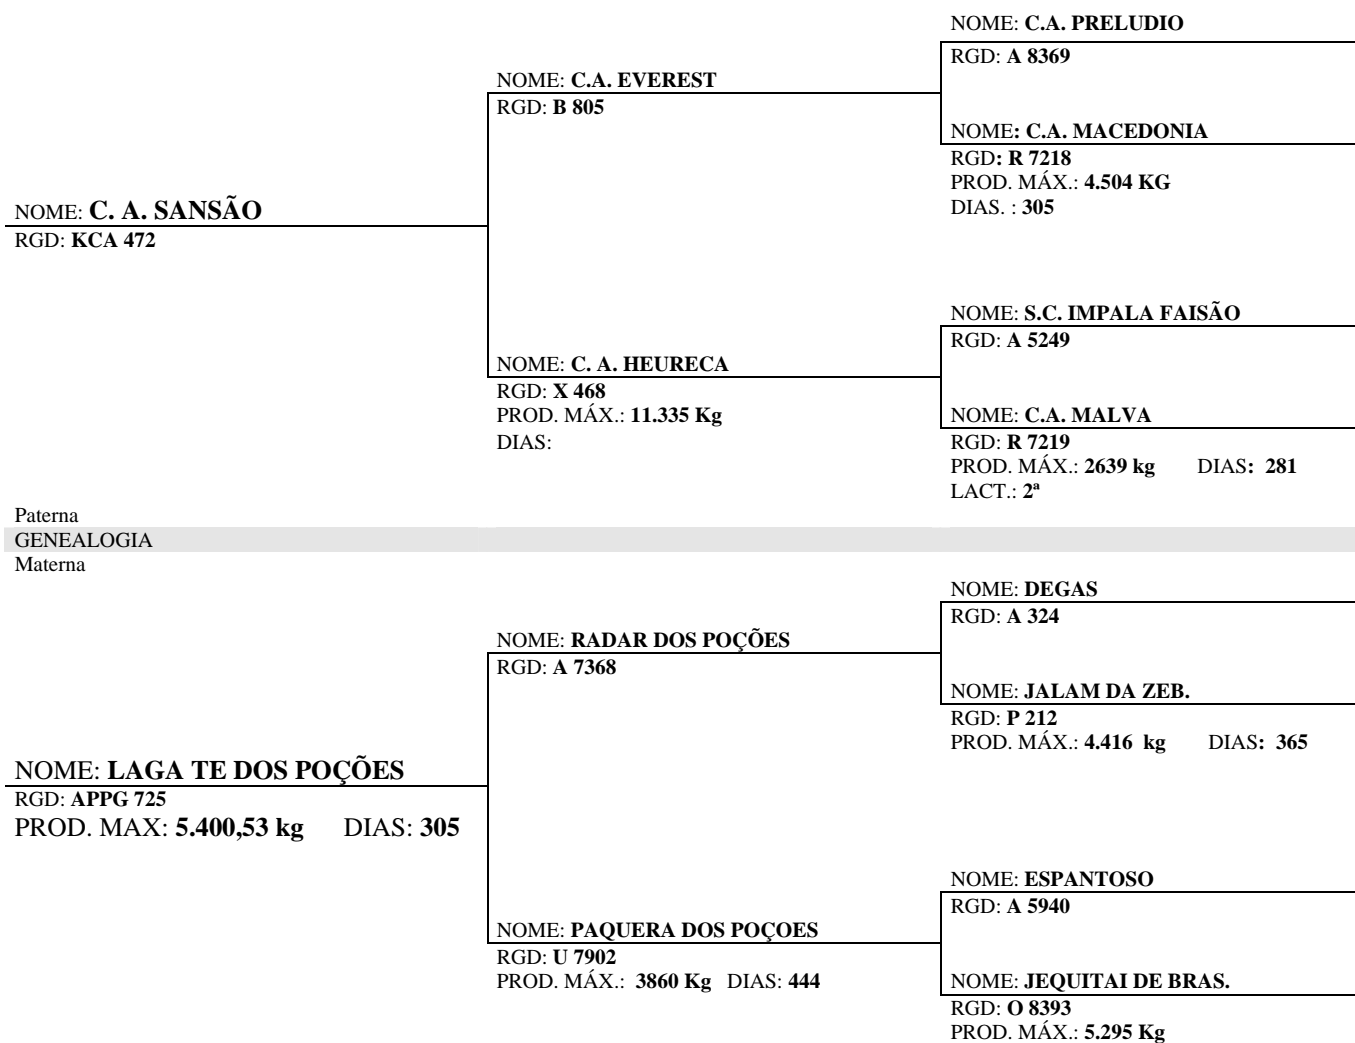 NOME: C.A. PRELUDIO
RGD: A 8369
NOME: C.A. EVEREST
RGD: B 805
NOME: C.A. MACEDONIA
RGD: R 7218
PROD. MÁX.: 4.504 KG
DIAS. : 305
NOME: C. A. SANSÃO
RGD: KCA 472
NOME: S.C. IMPALA FAISÃO
RGD: A 5249
NOME: C. A. HEURECA
RGD: X 468
PROD. MÁX.: 11.335 Kg
DIAS:
NOME: C.A. MALVA
RGD: R 7219
PROD. MÁX.: 2639 kg DIAS: 281
LACT.: 2ª
Paterna
GENEALOGIA
Materna
NOME: DEGAS
RGD: A 324
NOME: RADAR DOS POÇÕES
RGD: A 7368
NOME: JALAM DA ZEB.
RGD: P 212
PROD. MÁX.: 4.416 kg DIAS: 365
NOME: LAGA TE DOS POÇÕES
RGD: APPG 725
PROD. MAX: 5.400,53 kg DIAS: 305
NOME: ESPANTOSO
RGD: A 5940
NOME: PAQUERA DOS POÇOES
RGD: U 7902
PROD. MÁX.: 3860 Kg DIAS: 444
NOME: JEQUITAI DE BRAS.
RGD: O 8393
PROD. MÁX.: 5.295 Kg